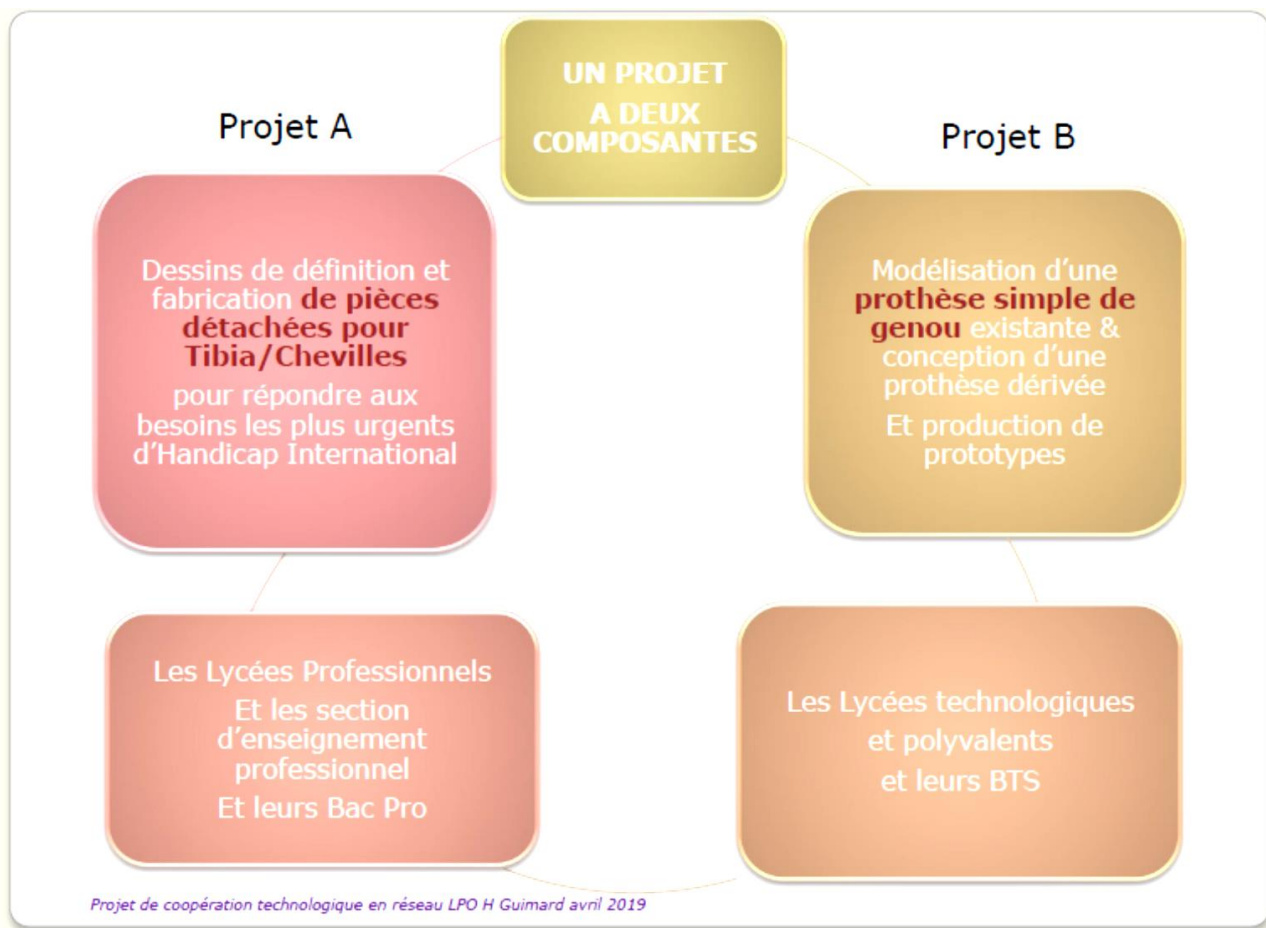 UN PROJET
A DEUX
COMPOSANTES
Projet A
Projet B
Dessins de définition et
fabrication de pièces
détachées pour
Tibia/Chevilles
pour répondre aux
besoins les plus urgents
d’Handicap International
Modélisation d’une
prothèse simple de
genou existante &
conception d’une
prothèse dérivée
Et production de
prototypes
Les Lycées Professionnels
Et les section
d’enseignement
professionnel
Et leurs Bac Pro
Les Lycées technologiques
et polyvalents
et leurs BTS
Projet de coopération technologique en réseau LPO H Guimard avril 2019